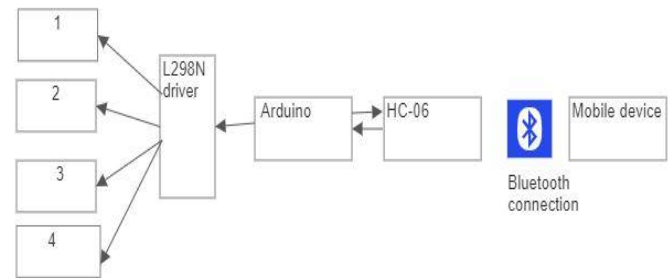 1
2
3
4
L298N
driver
Arduino
HC-06
Bluetooth
connection
Mobile device